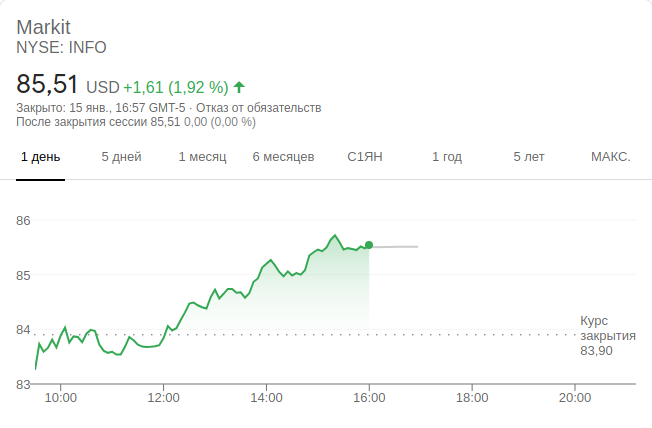 Markit
NYSE: INFO
85,51 USD +1,61 (1,92 %)
Закрыто: 15 янв., 16:57 GMT-5 · Отказ от обязательств
После закрытия сессии 85,51 0,00 (0,00 %)
1 день 5 дней 1 месяц 6 месяцев С1ЯН 1 год 5 лет МАКС.
86
85
84
Курс
закрытия
83,90
83
10:00 12:00 14:00 16:00 18:00 20:00